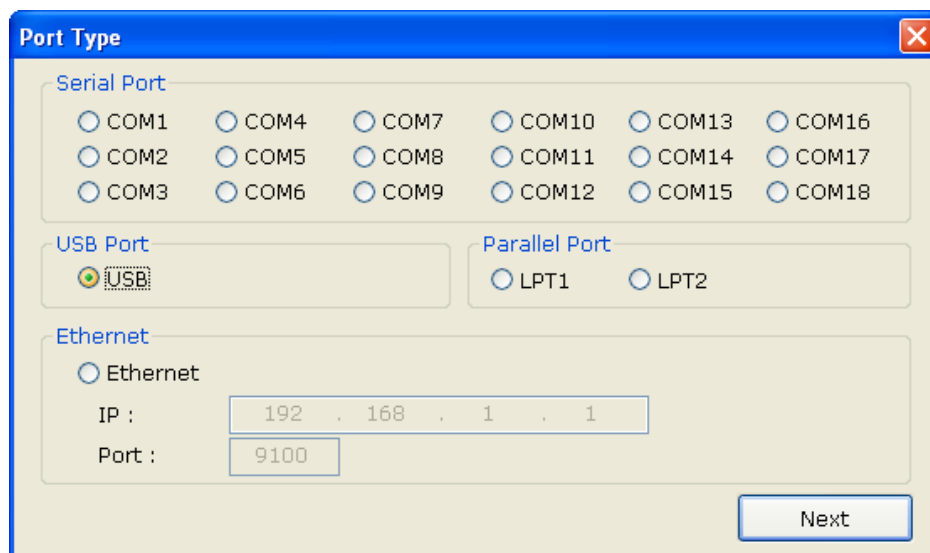 Port Type
Serial Port
COM1 COM4 COM7 COM10 COM13 COM16
COM2 COM5 COM8 COM11 COM14 COM17
COM3 COM6 COM9 COM12 COM15 COM18
USB Port Parallel Port
USB LPT1 LPT2
Ethernet
Ethernet
IP : 192 . 168 . 1 . 1
Port : 9100
Next